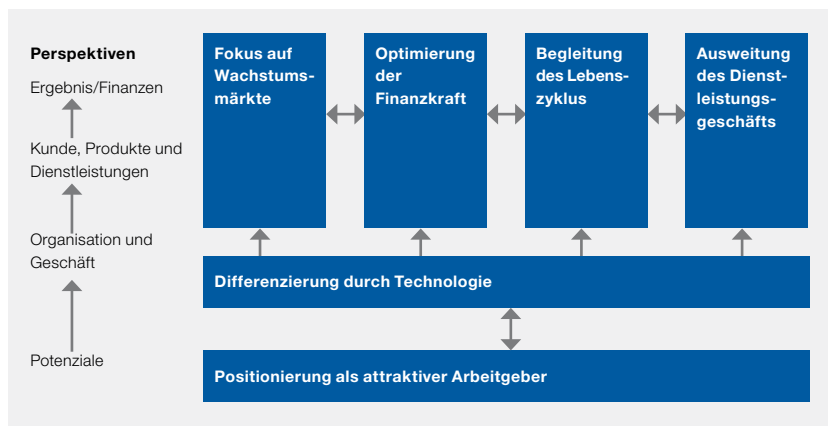 Perspektiven
Ergebnis/Finanzen
Kunde, Produkte und
Dienstleistungen
Organisation und
Geschäft
Potenziale
Fokus auf
Wachstums-
märkte
Optimierung
der
Finanzkraft
Begleitung
des Lebens-
zyklus
Ausweitung
des Dienst-
leistungs-
geschäfts
Differenzierung durch Technologie
Positionierung als attraktiver Arbeitgeber